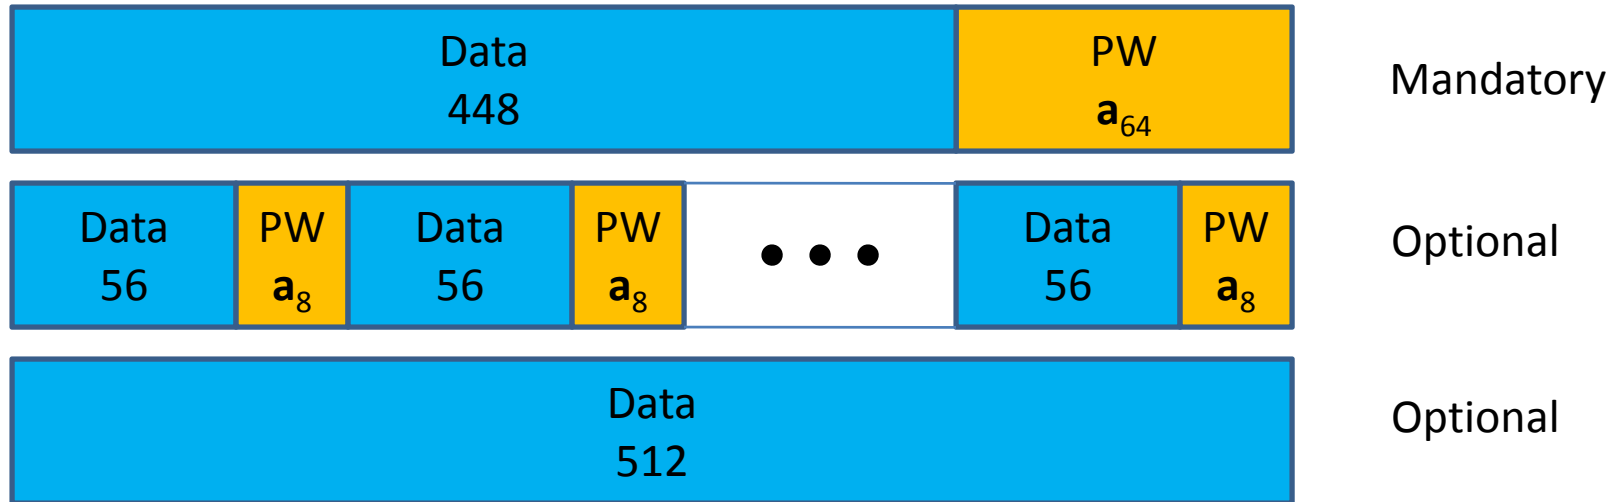 Data
448
PW
a₆₄
Mandatory
Data
56
PW
a₈
Data
56
PW
a₈
• • •
Data
56
PW
a₈
Optional
Data
512
Optional